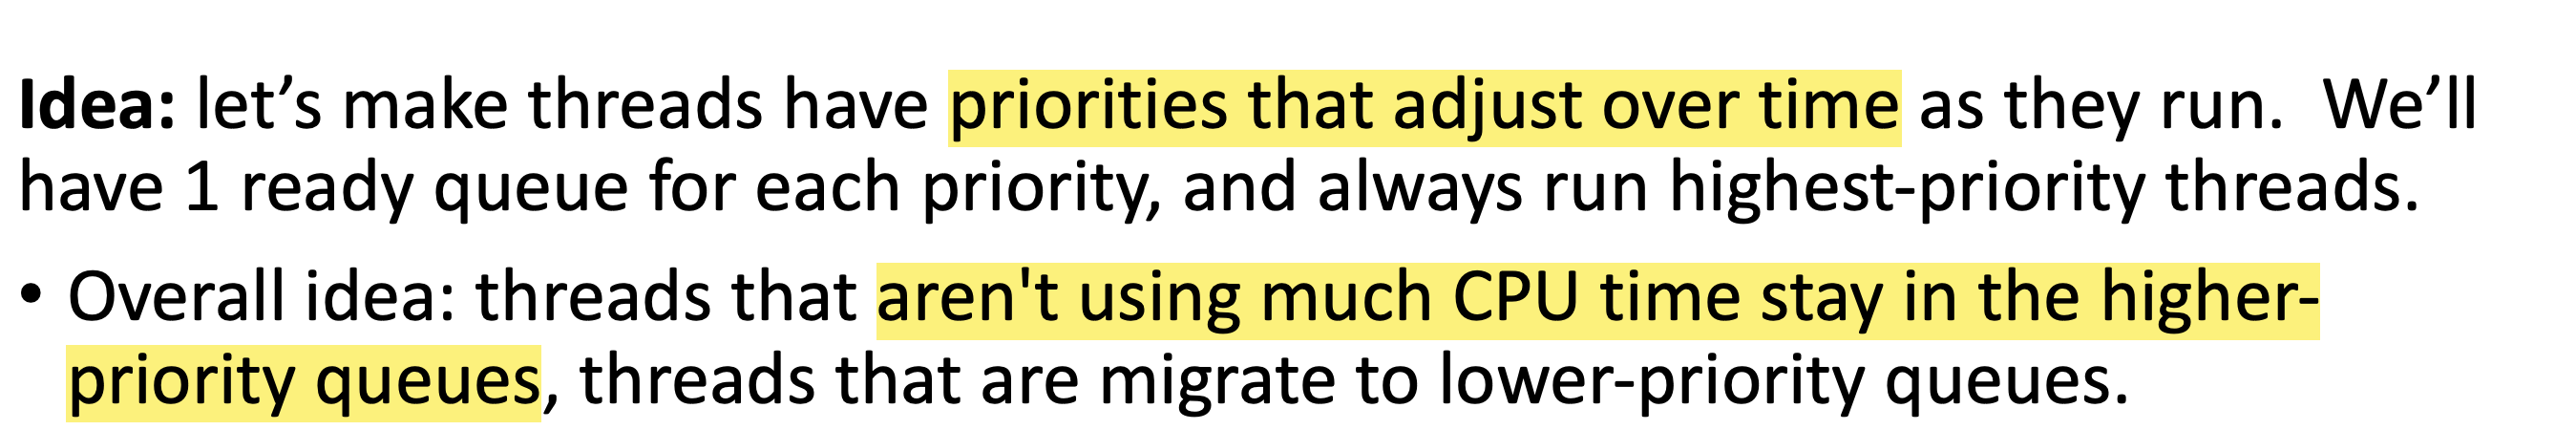 Idea: let’s make threads have priorities that adjust over time as they run.  We’ll
have 1 ready queue for each priority, and always run highest-priority threads.
• Overall idea: threads that aren't using much CPU time stay in the higher-
priority queues, threads that are migrate to lower-priority queues.